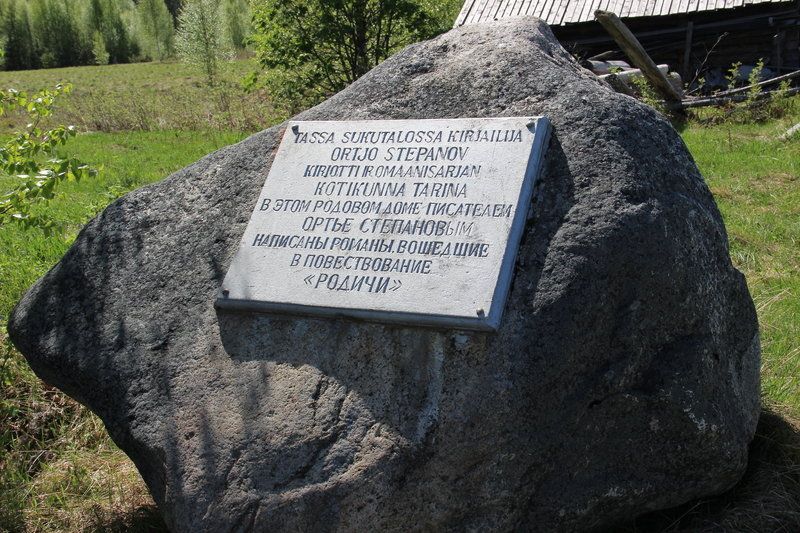 TÄSSA SUKUTALOSSA KIRJAILIJA
ORTJO STEPANOV
KIRJOTTI ROMAANISARJAN
KOTIKUNNA TARINA
В ЭТОМ РОДОВОМ ДОМЕ ПИСАТЕЛЕМ
ОРТЬЕ СТЕПАНОВЫМ
НАПИСАНЫ РОМАНЫ, ВОШЕДШИЕ
В ПОВЕСТВОВАНИЕ
«РОДИЧИ»